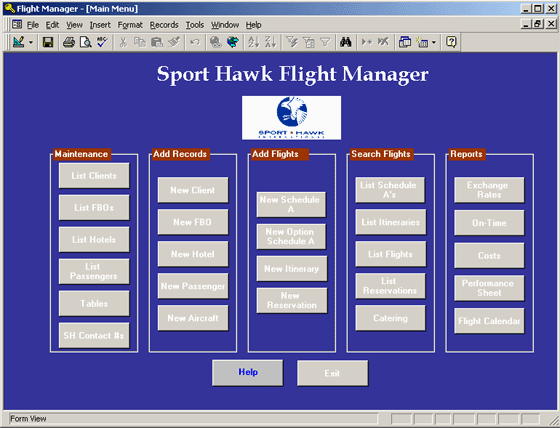 Flight Manager - [Main Menu]
File Edit View Insert Format Records Tools Window Help
Sport Hawk Flight Manager
SPORT HAWK
INTERNATIONAL
Maintenance
List Clients
List FBOs
List Hotels
List
Passengers
Tables
SH Contact #s
Add Records
New Client
New FBO
New Hotel
New Passenger
New Aircraft
Add Flights
New Schedule
A
New Option
Schedule A
New Itinerary
New
Reservation
Search Flights
List Schedule
A's
List Itineraries
List Flights
List
Reservations
Catering
Reports
Exchange
Rates
On-Time
Costs
Performance
Sheet
Flight Calendar
Help
Exit
Form View